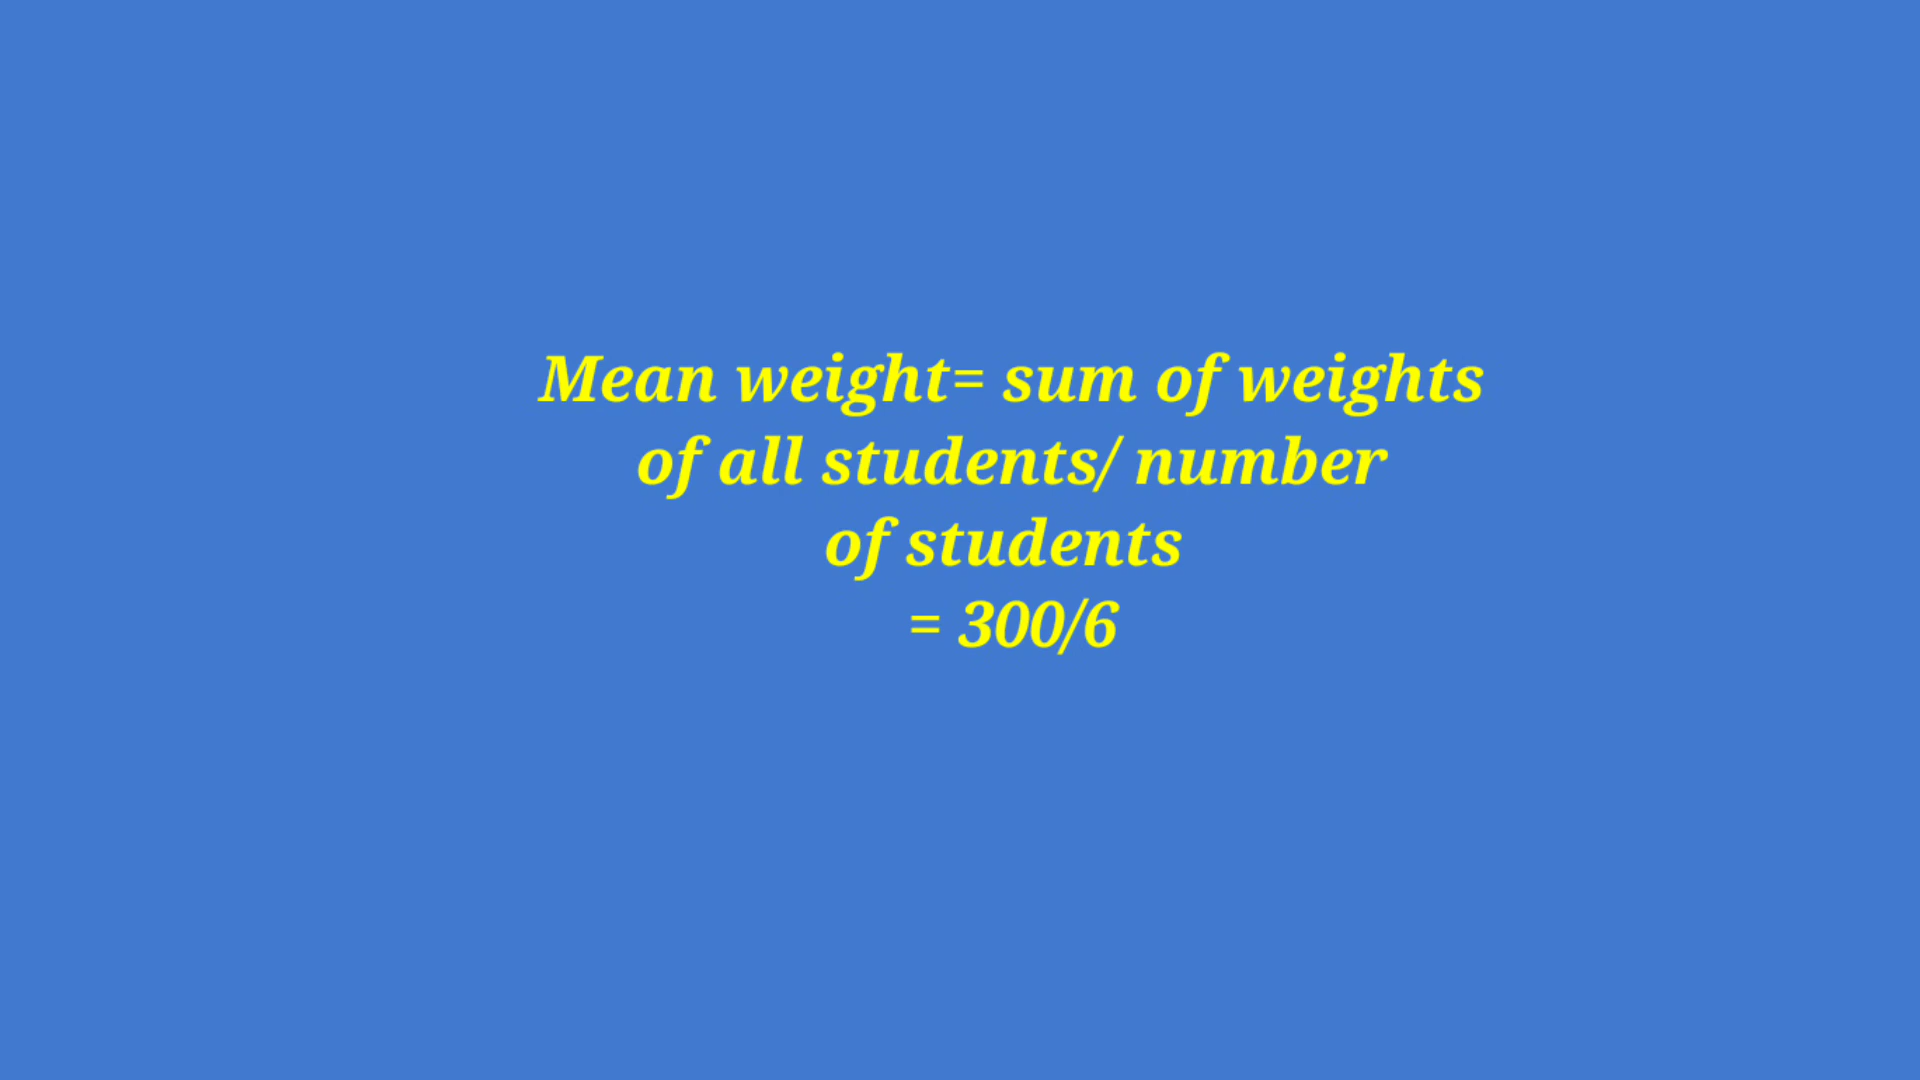 Mean weight= sum of weights
of all students/ number
of students
= 300/6